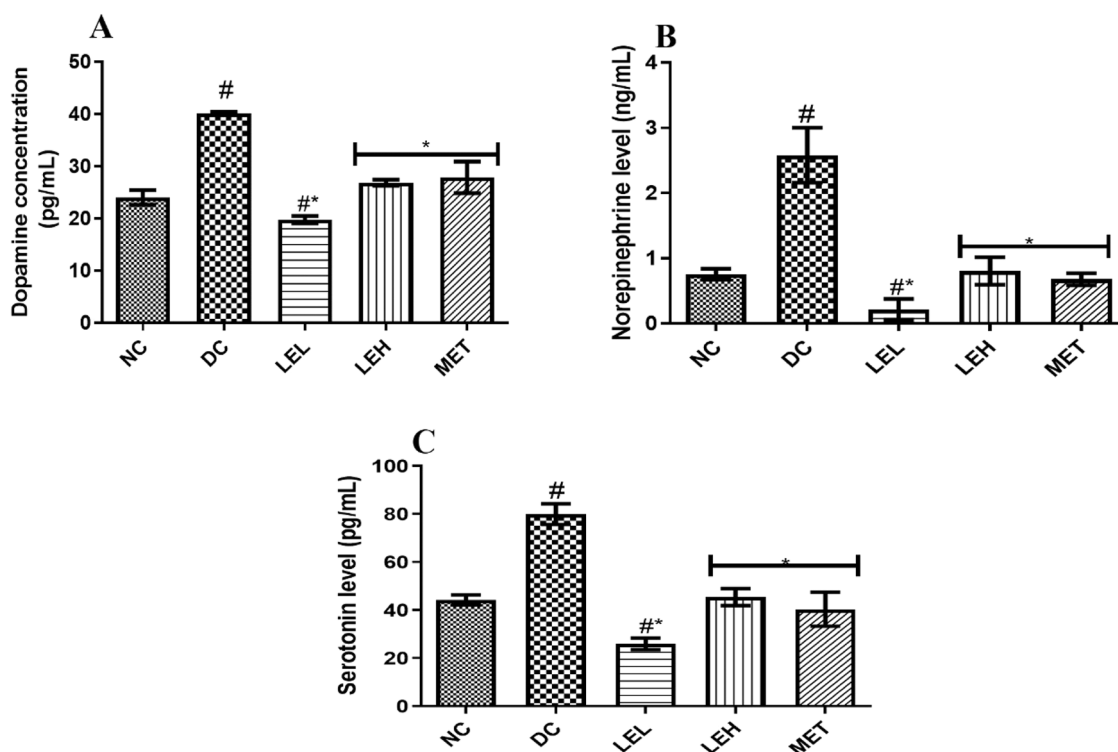 A
Dopamine concentration
(pg/mL)
50
40
30
20
10
0
#
#*
*
NC
DC
LEL
LEH
MET
B
Norepinephrine level (ng/mL)
4
3
2
1
0
#
#*
*
NC
DC
LEL
LEH
MET
C
Serotonin level (pg/mL)
100
80
60
40
20
0
#
#*
*
NC
DC
LEL
LEH
MET